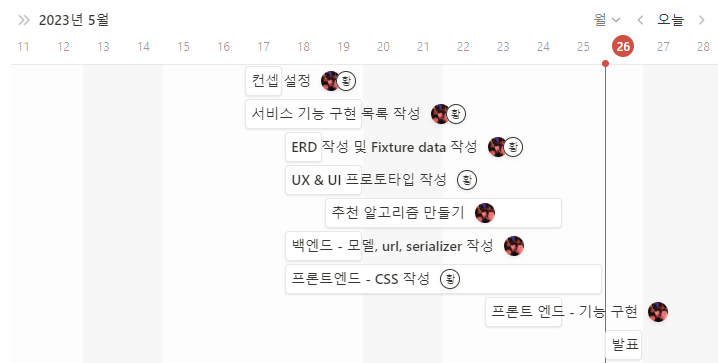 2023년 5월
월
오늘
11 12 13 14 15 16 17 18 19 20 21 22 23 24 25 26 27 28
컨셉 설정 황
서비스 기능 구현 목록 작성 황
ERD 작성 및 Fixture data 작성 황
UX & UI 프로토타입 작성 황
추천 알고리즘 만들기
백엔드 - 모델, url, serializer 작성
프론트엔드 - CSS 작성 황
프론트 엔드 - 기능 구현
발표